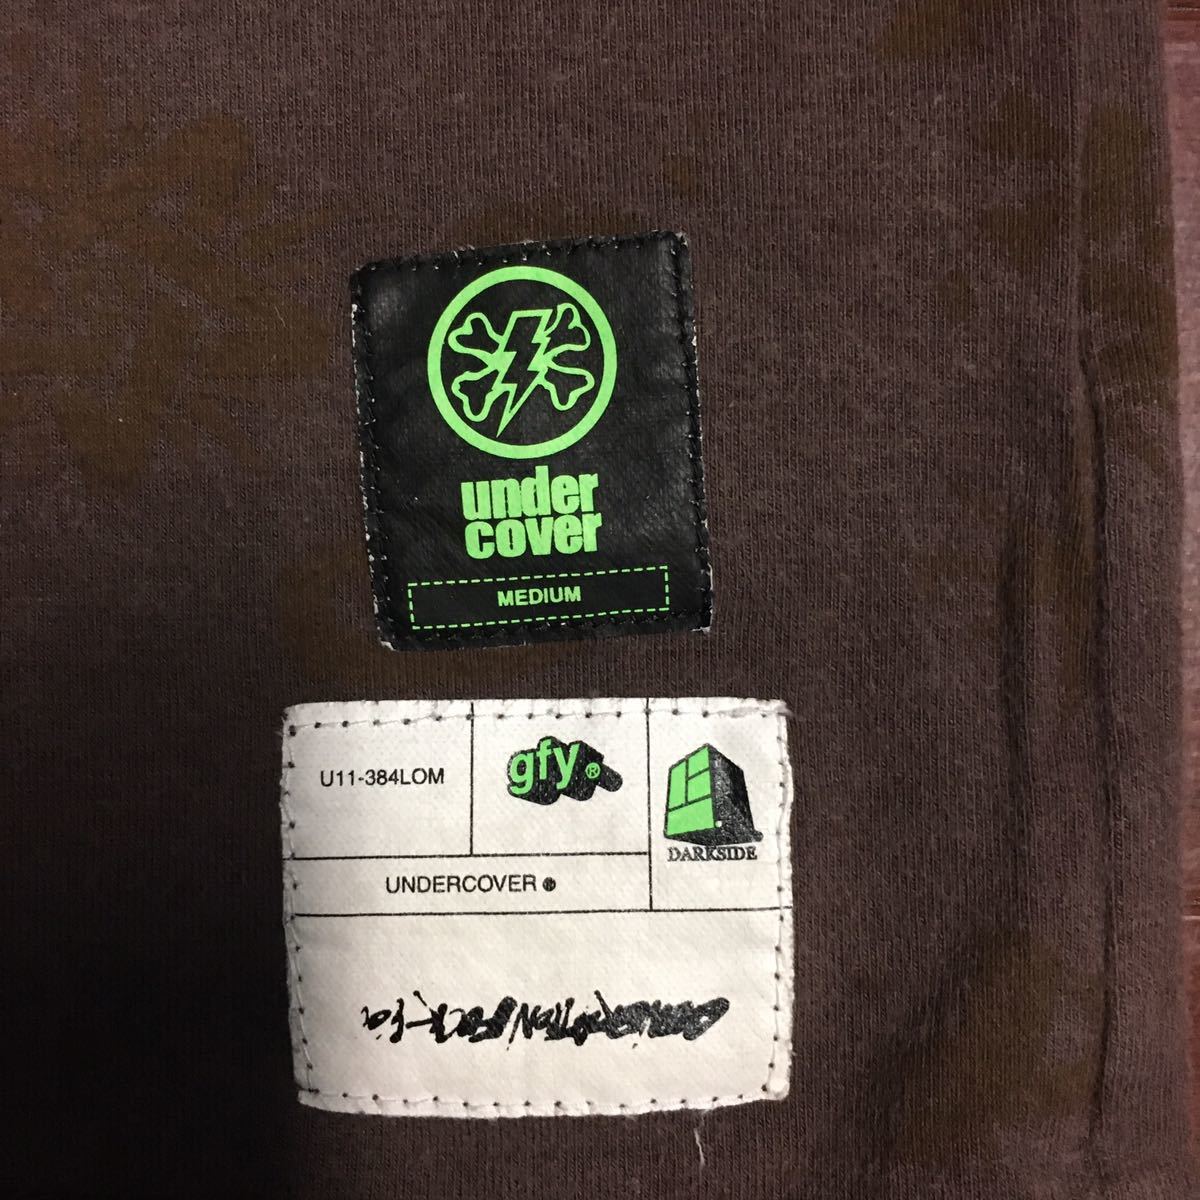 under
cover
MEDIUM
U11-384LOM
gfy®
DARKSIDE
UNDERCOVER